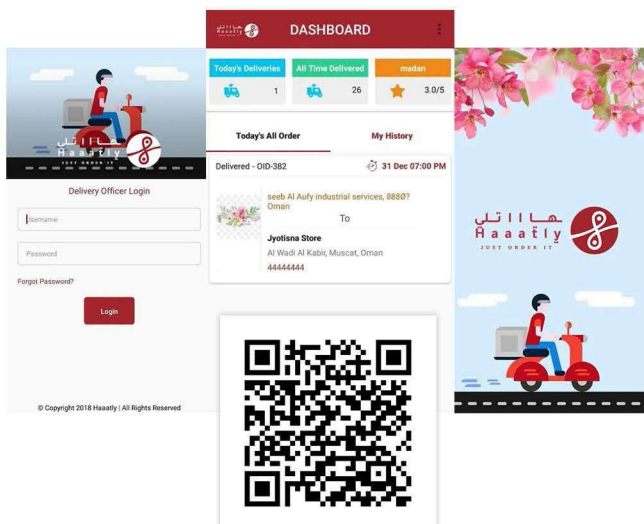 هاااتلي
Haaatly
JUST ORDER IT
Delivery Officer Login
Username
Password
Forgot Password?
Login
© Copyright 2018 Haaatly | All Rights Reserved
هاااتلي
Haaatly
DASHBOARD
Today's Deliveries
All Time Delivered
madan
1
26
3.0/5
Today's All Order
My History
Delivered - OID-382
31 Dec 07:00 PM
seeb Al Aufy industrial services, 888Ø?
Oman
To
Jyotisna Store
Al Wadi Al Kabir, Muscat, Oman
44444444
هاااتلي
Haaatly
JUST ORDER IT